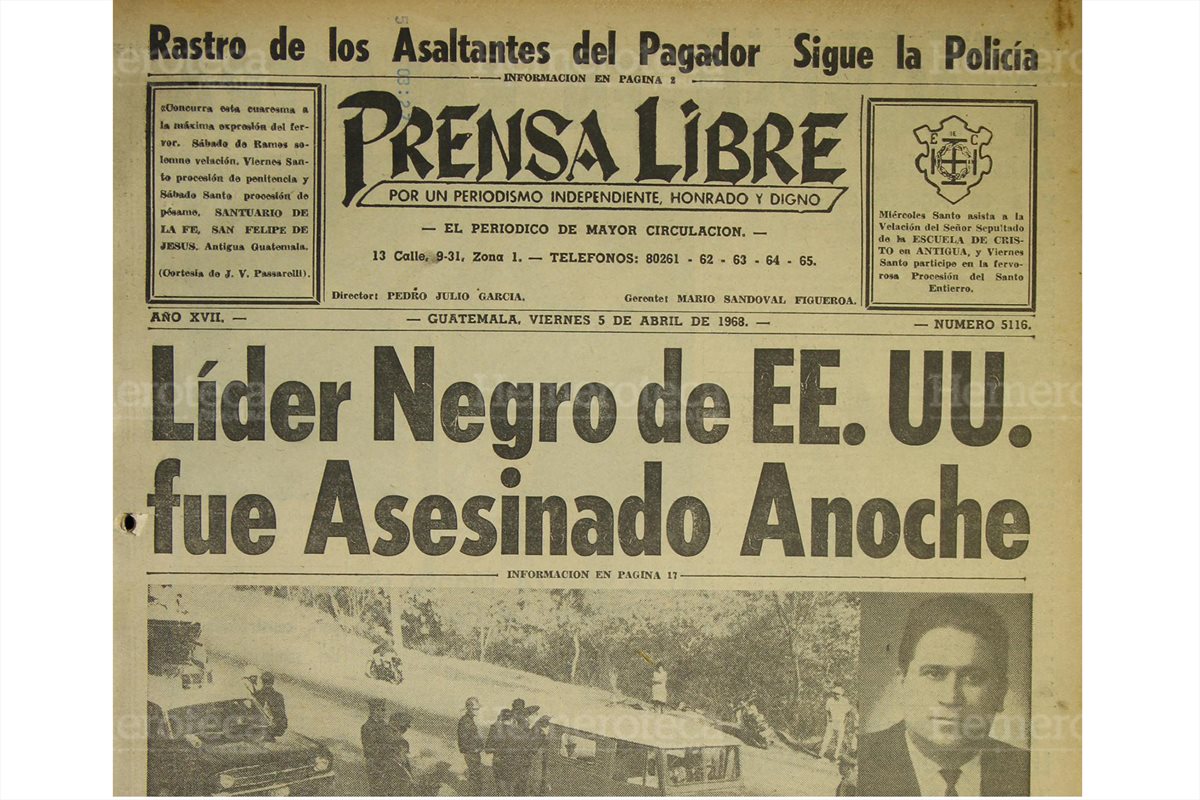 Rastro de los Asaltantes del Pagador Sigue la Policía
INFORMACION EN PAGINA 2
«Concurra esta cuaresma a
la máxima expresión del fer-
vor. Sábado de Ramos so-
lemne velación. Viernes San-
to procesión de penitencia y
Sábado Santo procesión de
pésame, SANTUARIO DE
LA FE, SAN FELIPE DE
JESUS. Antigua Guatemala.
(Cortesía de J. V. Passarelli).
PRENSA LIBRE
POR UN PERIODISMO INDEPENDIENTE, HONRADO Y DIGNO
— EL PERIODICO DE MAYOR CIRCULACION. —
13 Calle, 9-31, Zona 1. — TELEFONOS: 80261 - 62 - 63 - 64 - 65.
Director: PEDRO JULIO GARCIA. Gerente: MARIO SANDOVAL FIGUEROA.
Miércoles Santo asista a la
Velación del Señor Sepultado
de la ESCUELA DE CRIS-
TO en ANTIGUA, y Viernes
Santo participe en la fervo-
rosa Procesión del Santo
Entierro.
AÑO XVII. — — GUATEMALA, VIERNES 5 DE ABRIL DE 1968. — — NUMERO 5116.
Líder Negro de EE. UU.
fue Asesinado Anoche
INFORMACION EN PAGINA 17
Hemeroteca